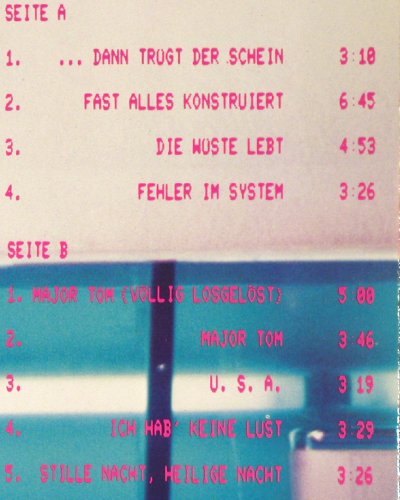 SEITE A
1. ... DANN TRÜGT DER SCHEIN 3:10
2. FAST ALLES KONSTRUIERT 6:45
3. DIE WÜSTE LEBT 4:53
4. FEHLER IM SYSTEM 3:26
SEITE B
1. MAJOR TOM (VÖLLIG LOSGELÖST) 5:00
2. MAJOR TOM 3:46
3. U. S. A. 3:19
4. ICH HAB' KEINE LUST 3:29
5. STILLE NACHT, HEILIGE NACHT 3:26